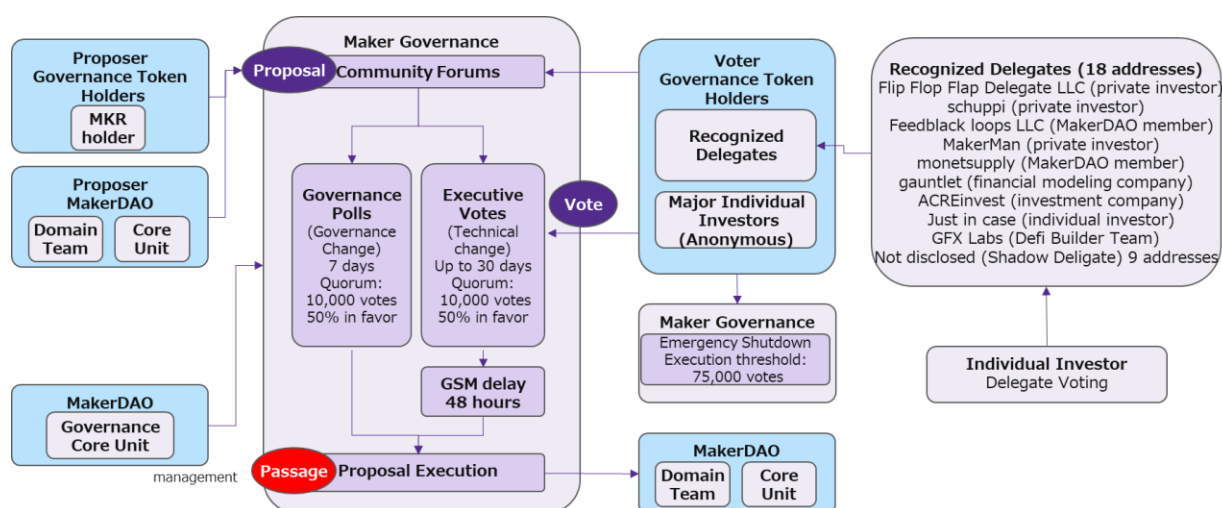 Proposer
Governance Token
Holders
MKR
holder
Proposer
MakerDAO
Domain
Team
Core
Unit
MakerDAO
Governance
Core Unit
management
Maker Governance
Proposal
Community Forums
Governance
Polls
(Governance
Change)
7 days
Quorum:
10,000 votes
50% in favor
Executive
Votes
(Technical
change)
Up to 30 days
Quorum:
10,000 votes
50% in favor
GSM delay
48 hours
Passage
Proposal Execution
Vote
Voter
Governance Token
Holders
Recognized
Delegates
Major Individual
Investors
(Anonymous)
Maker Governance
Emergency Shutdown
Execution threshold:
75,000 votes
MakerDAO
Domain
Team
Core
Unit
Recognized Delegates (18 addresses)
Flip Flop Flap Delegate LLC (private investor)
schuppi (private investor)
Feedblack loops LLC (MakerDAO member)
MakerMan (private investor)
monetsupply (MakerDAO member)
gauntlet (financial modeling company)
ACREinvest (investment company)
Just in case (individual investor)
GFX Labs (Defi Builder Team)
Not disclosed (Shadow Deligate) 9 addresses
Individual Investor
Delegate Voting